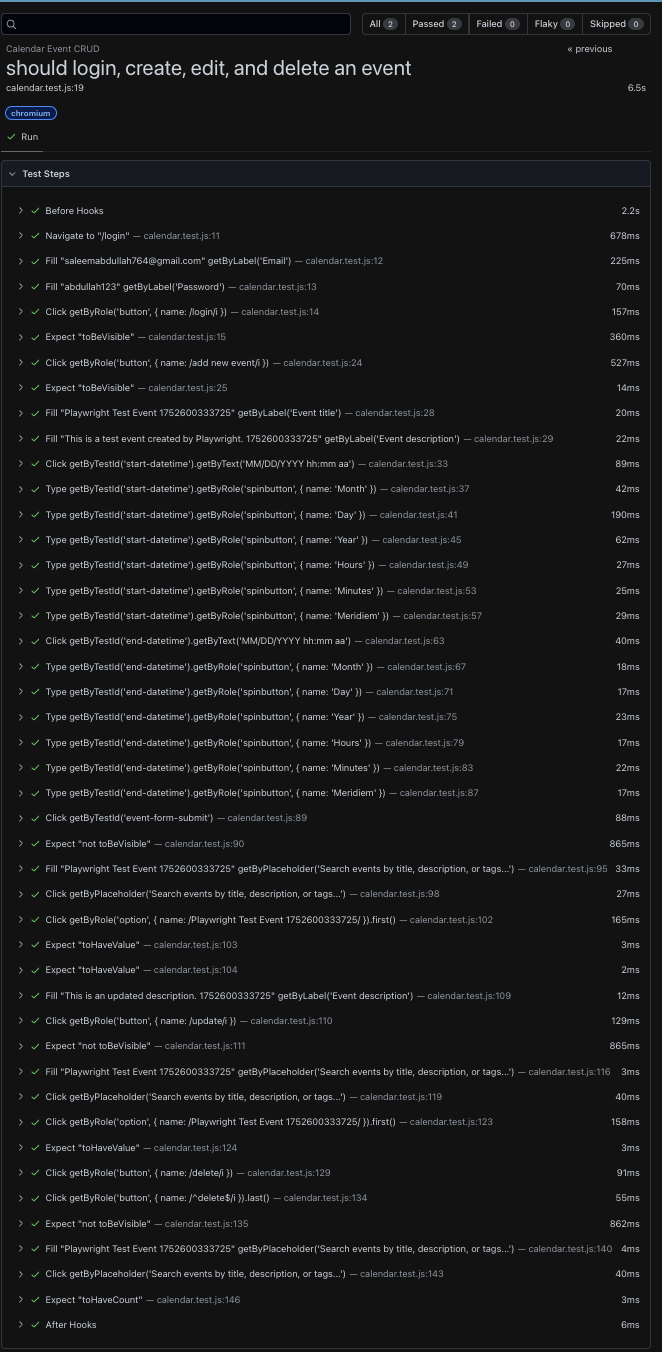 All 2 Passed 2 Failed 0 Flaky 0 Skipped 0
Calendar Event CRUD « previous
should login, create, edit, and delete an event
calendar.test.js:19 6.5s
chromium
Run
Test Steps
Before Hooks 2.2s
Navigate to "/login" — calendar.test.js:11 678ms
Fill "saleemabdullah764@gmail.com" getByLabel('Email') — calendar.test.js:12 225ms
Fill "abdullah123" getByLabel('Password') — calendar.test.js:13 70ms
Click getByRole('button', { name: /login/i }) — calendar.test.js:14 157ms
Expect "toBeVisible" — calendar.test.js:15 360ms
Click getByRole('button', { name: /add new event/i }) — calendar.test.js:24 527ms
Expect "toBeVisible" — calendar.test.js:25 14ms
Fill "Playwright Test Event 1752600333725" getByLabel('Event title') — calendar.test.js:28 20ms
Fill "This is a test event created by Playwright. 1752600333725" getByLabel('Event description') — calendar.test.js:29 22ms
Click getByTestId('start-datetime').getByText('MM/DD/YYYY hh:mm aa') — calendar.test.js:33 89ms
Type getByTestId('start-datetime').getByRole('spinbutton', { name: 'Month' }) — calendar.test.js:37 42ms
Type getByTestId('start-datetime').getByRole('spinbutton', { name: 'Day' }) — calendar.test.js:41 190ms
Type getByTestId('start-datetime').getByRole('spinbutton', { name: 'Year' }) — calendar.test.js:45 62ms
Type getByTestId('start-datetime').getByRole('spinbutton', { name: 'Hours' }) — calendar.test.js:49 27ms
Type getByTestId('start-datetime').getByRole('spinbutton', { name: 'Minutes' }) — calendar.test.js:53 25ms
Type getByTestId('start-datetime').getByRole('spinbutton', { name: 'Meridiem' }) — calendar.test.js:57 29ms
Click getByTestId('end-datetime').getByText('MM/DD/YYYY hh:mm aa') — calendar.test.js:63 40ms
Type getByTestId('end-datetime').getByRole('spinbutton', { name: 'Month' }) — calendar.test.js:67 18ms
Type getByTestId('end-datetime').getByRole('spinbutton', { name: 'Day' }) — calendar.test.js:71 17ms
Type getByTestId('end-datetime').getByRole('spinbutton', { name: 'Year' }) — calendar.test.js:75 23ms
Type getByTestId('end-datetime').getByRole('spinbutton', { name: 'Hours' }) — calendar.test.js:79 17ms
Type getByTestId('end-datetime').getByRole('spinbutton', { name: 'Minutes' }) — calendar.test.js:83 22ms
Type getByTestId('end-datetime').getByRole('spinbutton', { name: 'Meridiem' }) — calendar.test.js:87 17ms
Click getByTestId('event-form-submit') — calendar.test.js:89 88ms
Expect "not toBeVisible" — calendar.test.js:90 865ms
Fill "Playwright Test Event 1752600333725" getByPlaceholder('Search events by title, description, or tags...') — calendar.test.js:95 33ms
Click getByPlaceholder('Search events by title, description, or tags...') — calendar.test.js:98 27ms
Click getByRole('option', { name: /Playwright Test Event 1752600333725/ }).first() — calendar.test.js:102 165ms
Expect "toHaveValue" — calendar.test.js:103 3ms
Expect "toHaveValue" — calendar.test.js:104 2ms
Fill "This is an updated description. 1752600333725" getByLabel('Event description') — calendar.test.js:109 12ms
Click getByRole('button', { name: /update/i }) — calendar.test.js:110 129ms
Expect "not toBeVisible" — calendar.test.js:111 865ms
Fill "Playwright Test Event 1752600333725" getByPlaceholder('Search events by title, description, or tags...') — calendar.test.js:116 3ms
Click getByPlaceholder('Search events by title, description, or tags...') — calendar.test.js:119 40ms
Click getByRole('option', { name: /Playwright Test Event 1752600333725/ }).first() — calendar.test.js:123 158ms
Expect "toHaveValue" — calendar.test.js:124 3ms
Click getByRole('button', { name: /delete/i }) — calendar.test.js:129 91ms
Click getByRole('button', { name: /^delete$/i }).last() — calendar.test.js:134 55ms
Expect "not toBeVisible" — calendar.test.js:135 862ms
Fill "Playwright Test Event 1752600333725" getByPlaceholder('Search events by title, description, or tags...') — calendar.test.js:140 4ms
Click getByPlaceholder('Search events by title, description, or tags...') — calendar.test.js:143 40ms
Expect "toHaveCount" — calendar.test.js:146 3ms
After Hooks 6ms